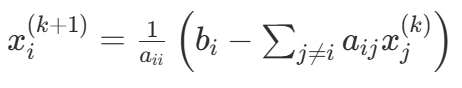 x_i^{(k+1)} = \frac{1}{a_{ii}} \left( b_i - \sum_{j \neq i} a_{ij} x_j^{(k)} \right)